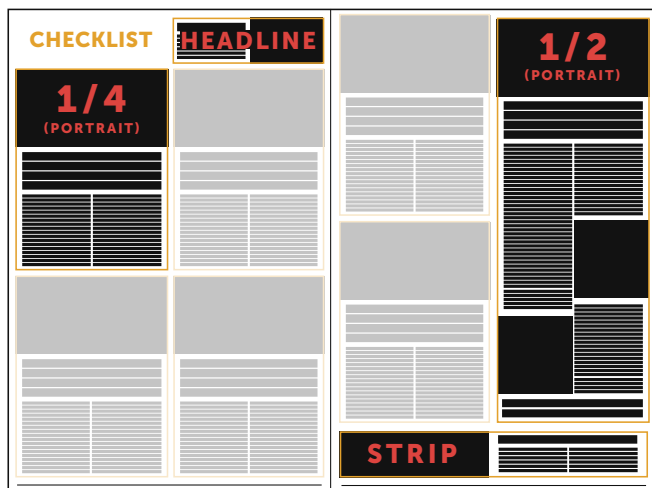 CHECKLIST
HEADLINE
1/4
(PORTRAIT)
1/2
(PORTRAIT)
STRIP